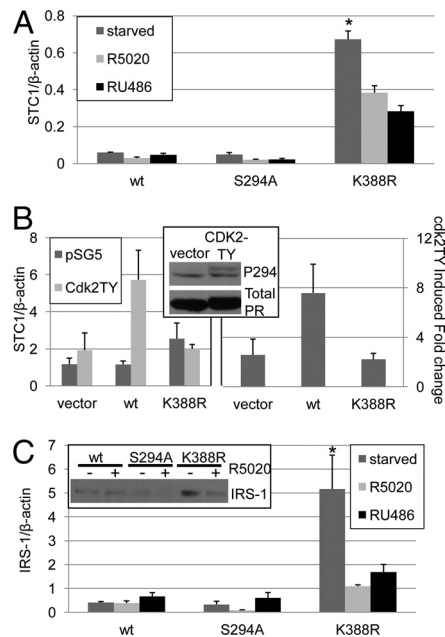 A
STC1/β-actin
0.8
0.6
0.4
0.2
0
starved
R5020
RU486
*
wt
S294A
K388R
B
STC1/β-actin
8
6
4
2
0
pSG5
Cdk2TY
vector
CDK2-
TY
P294
Total
PR
vector
wt
K388R
vector
wt
K388R
12
8
4
0
cdk2TY
Induced Fold change
C
IRS-1/β-actin
7
6
5
4
3
2
1
0
wt
S294A
K388R
- + - + - +
R5020
IRS-1
*
starved
R5020
RU486
wt
S294A
K388R